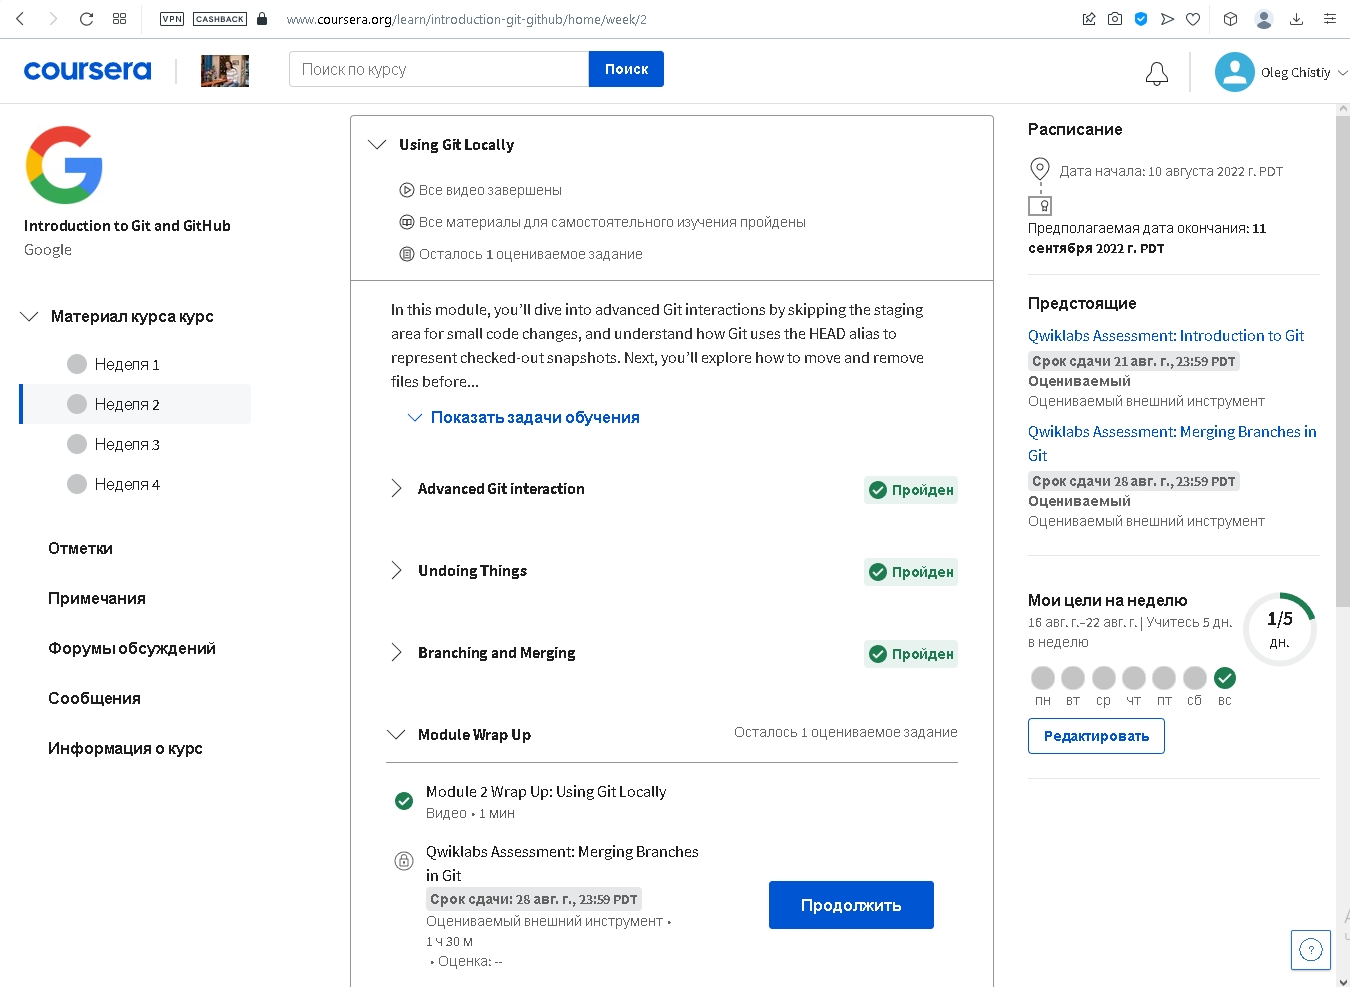 VPN CASHBACK www.coursera.org/learn/introduction-git-github/home/week/2
coursera
Поиск по курсу
Поиск
Oleg Chistiy
Introduction to Git and GitHub
Google
Материал курса курс
Неделя 1
Неделя 2
Неделя 3
Неделя 4
Отметки
Примечания
Форумы обсуждений
Сообщения
Информация о курс
Using Git Locally
Все видео завершены
Все материалы для самостоятельного изучения пройдены
Осталось 1 оцениваемое задание
In this module, you’ll dive into advanced Git interactions by skipping the staging
area for small code changes, and understand how Git uses the HEAD alias to
represent checked-out snapshots. Next, you’ll explore how to move and remove
files before...
Показать задачи обучения
Advanced Git interaction
Пройден
Undoing Things
Пройден
Branching and Merging
Пройден
Module Wrap Up
Осталось 1 оцениваемое задание
Module 2 Wrap Up: Using Git Locally
Видео • 1 мин
Qwiklabs Assessment: Merging Branches
in Git
Срок сдачи: 28 авг. г., 23:59 PDT
Оцениваемый внешний инструмент •
1 ч 30 м
• Оценка: --
Продолжить
Расписание
Дата начала: 10 августа 2022 г. PDT
Предполагаемая дата окончания: 11
сентября 2022 г. PDT
Предстоящие
Qwiklabs Assessment: Introduction to Git
Срок сдачи 21 авг. г., 23:59 PDT
Оцениваемый
Оцениваемый внешний инструмент
Qwiklabs Assessment: Merging Branches in
Git
Срок сдачи 28 авг. г., 23:59 PDT
Оцениваемый
Оцениваемый внешний инструмент
Мои цели на неделю
16 авг. г.–22 авг. г. | Учитесь 5 дн.
в неделю
1/5
дн.
пн вт ср чт пт сб вс
Редактировать
?